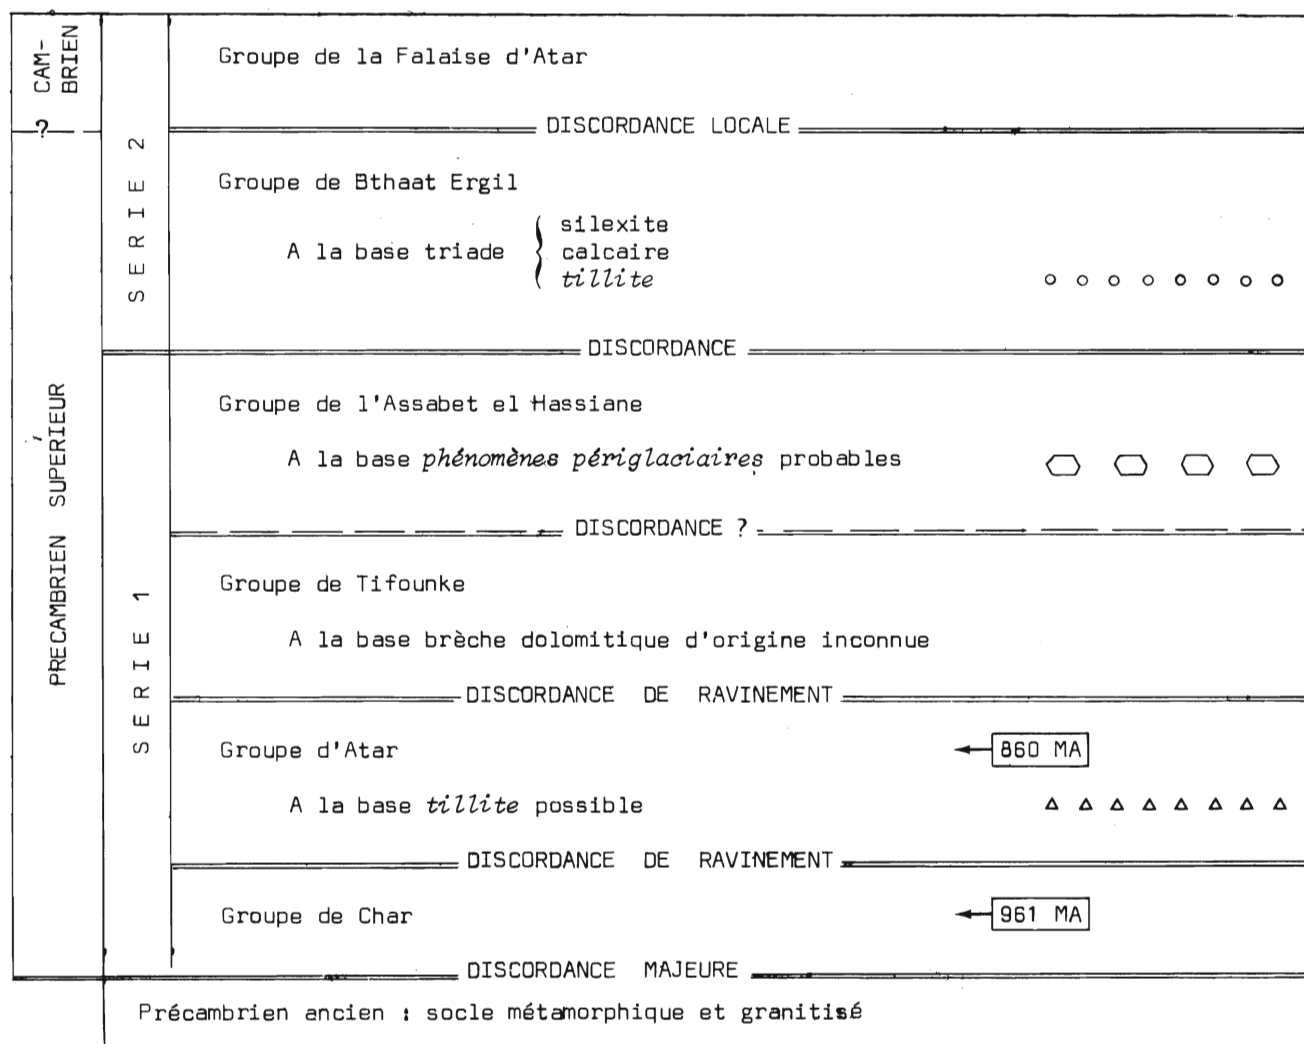 CAM-
BRIEN
?
PRECAMBRIEN SUPÉRIEUR
SERIE 2
SERIE 1
Groupe de la Falaise d'Atar
DISCORDANCE LOCALE
Groupe de Bthaat Ergil
A la base triade
silexite
calcaire
tillite
DISCORDANCE
Groupe de l'Assabet el Hassiane
A la base phénomènes périglaciaires probables
DISCORDANCE ?
Groupe de Tifounke
A la base brèche dolomitique d'origine inconnue
DISCORDANCE DE RAVINEMENT
Groupe d'Atar
860 MA
A la base tillite possible
DISCORDANCE DE RAVINEMENT
Groupe de Char
961 MA
DISCORDANCE MAJEURE
Précambrien ancien : socle métamorphique et granitisé